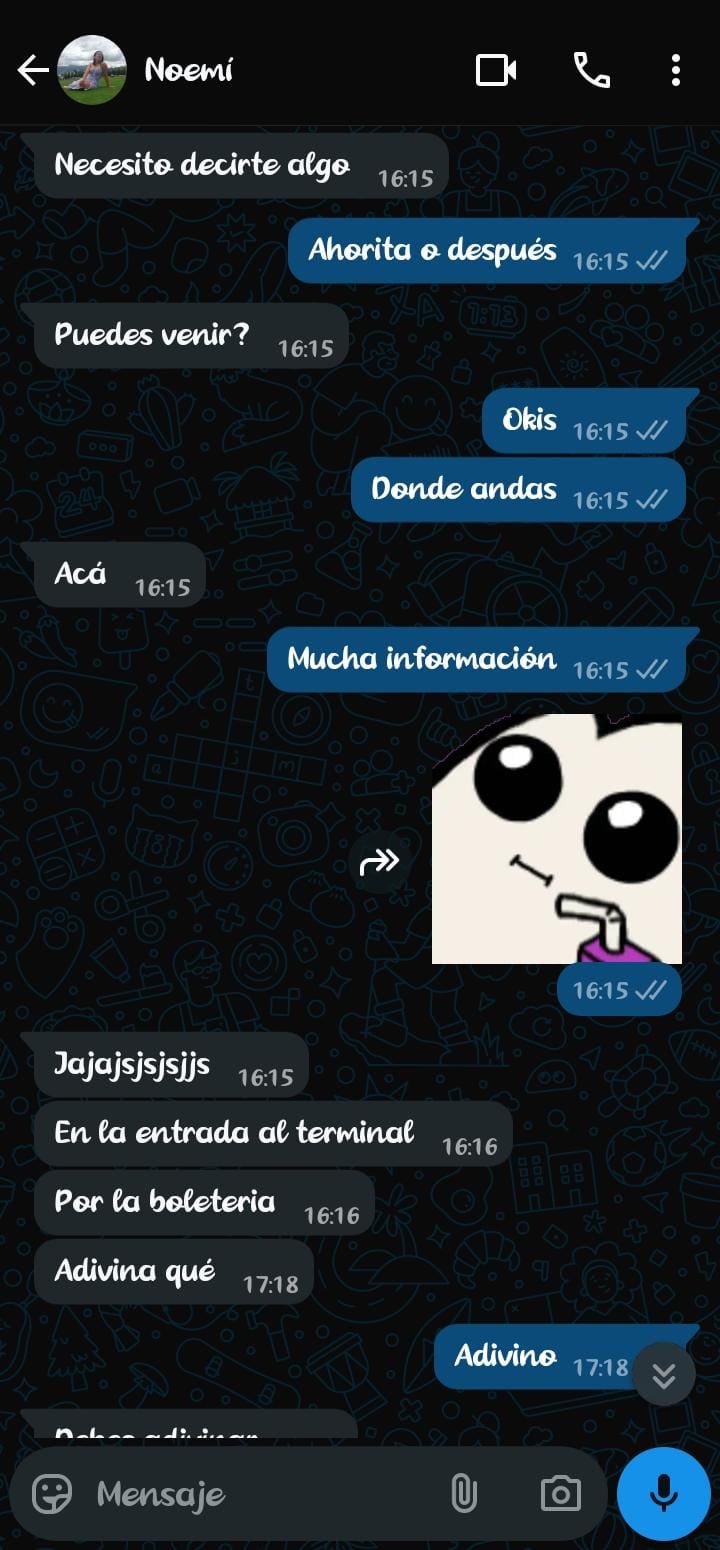 Noemí
Necesito decirte algo 16:15
Ahorita o después 16:15
Puedes venir? 16:15
Okis 16:15
Donde andas 16:15
Acá 16:15
Mucha información 16:15
16:15
Jajajsjsjsjjs 16:15
En la entrada al terminal 16:16
Por la boleteria 16:16
Adivina qué 17:18
Adivino 17:18
adivinar
Mensaje